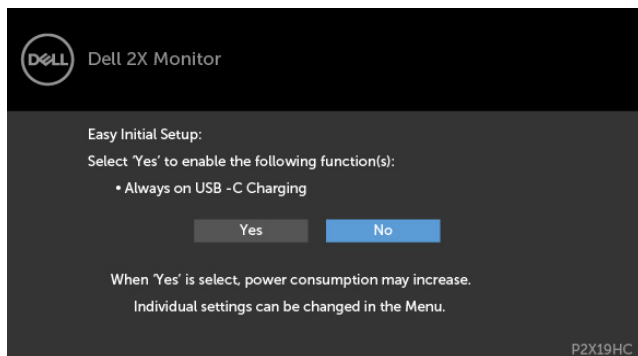 DELL
Dell 2X Monitor
Easy Initial Setup:
Select ‘Yes’ to enable the following function(s):
• Always on USB -C Charging
Yes No
When ‘Yes’ is select, power consumption may increase.
Individual settings can be changed in the Menu.
P2X19HC